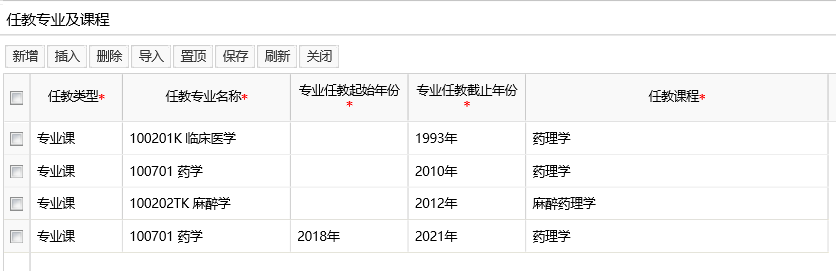 任教专业及课程
新增 插入 删除 导入 置顶 保存 刷新 关闭
任教类型* 任教专业名称* 专业任教起始年份* 专业任教截止年份* 任教课程*
专业课 100201K 临床医学 1993年 药理学
专业课 100701 药学 2010年 药理学
专业课 100202TK 麻醉学 2012年 麻醉药理学
专业课 100701 药学 2018年 2021年 药理学